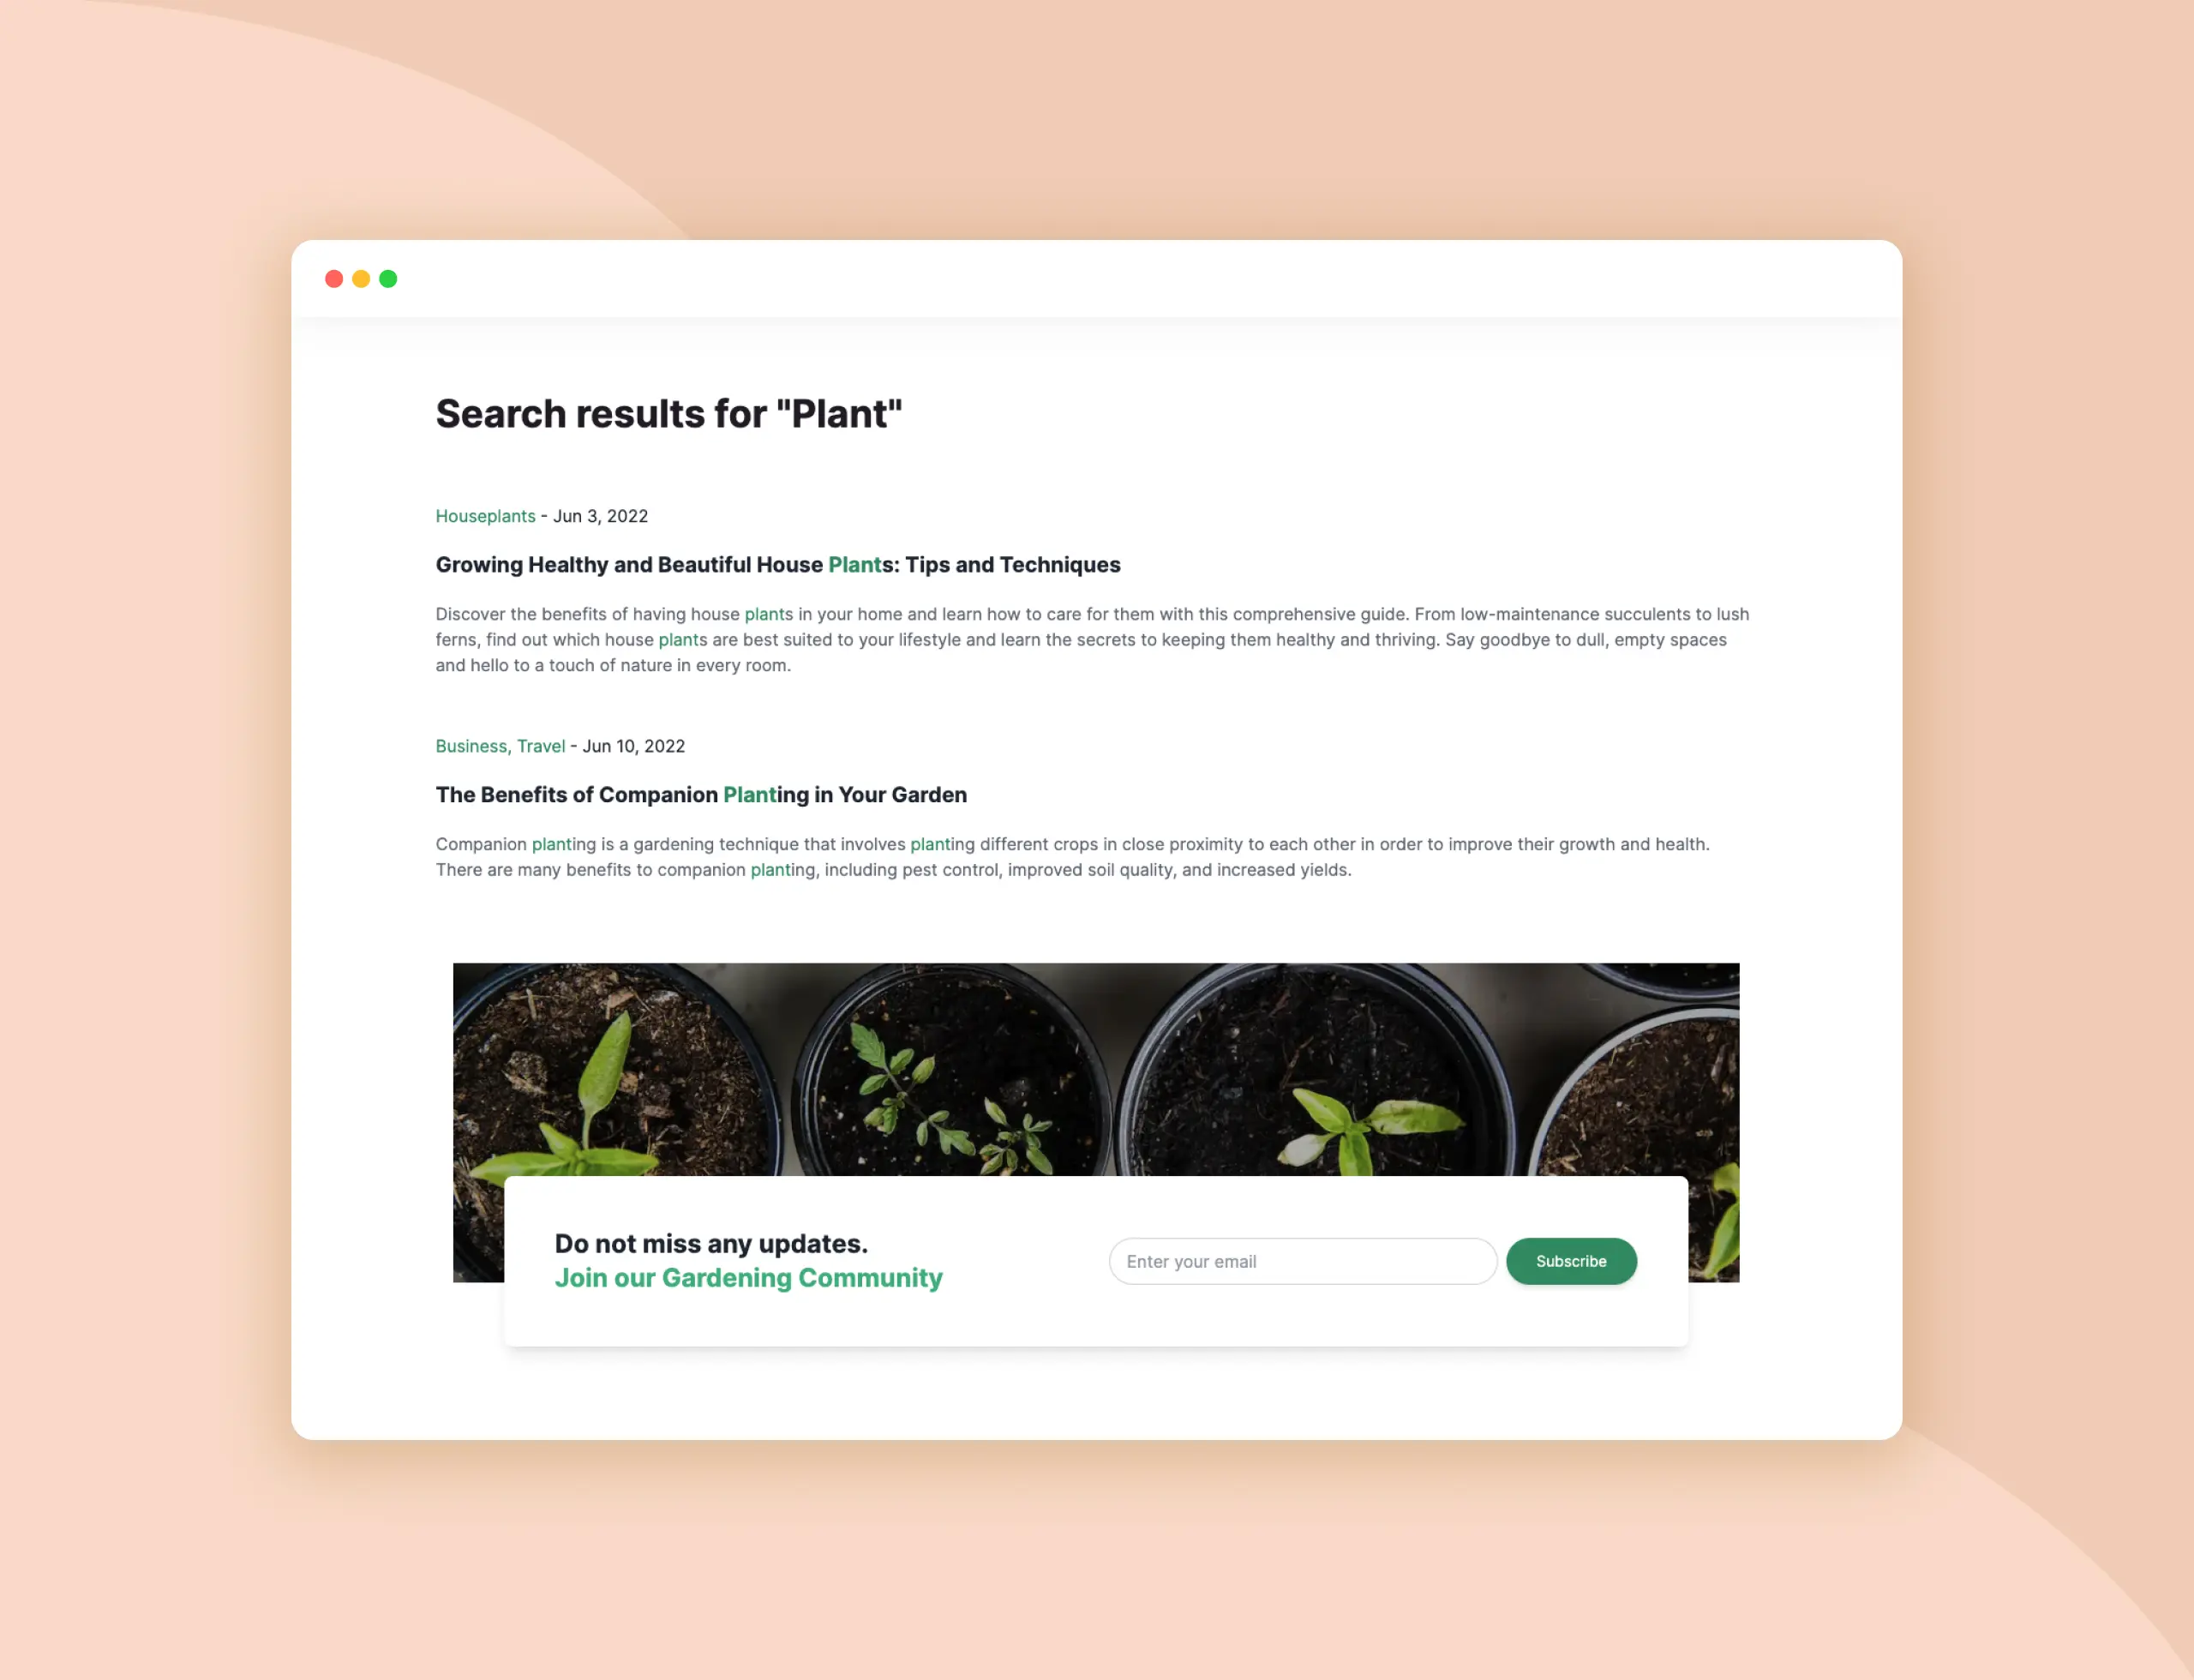 Search results for "Plant"
Houseplants - Jun 3, 2022
Growing Healthy and Beautiful House Plants: Tips and Techniques
Discover the benefits of having house plants in your home and learn how to care for them with this comprehensive guide. From low-maintenance succulents to lush
ferns, find out which house plants are best suited to your lifestyle and learn the secrets to keeping them healthy and thriving. Say goodbye to dull, empty spaces
and hello to a touch of nature in every room.
Business, Travel - Jun 10, 2022
The Benefits of Companion Planting in Your Garden
Companion planting is a gardening technique that involves planting different crops in close proximity to each other in order to improve their growth and health.
There are many benefits to companion planting, including pest control, improved soil quality, and increased yields.
Do not miss any updates.
Join our Gardening Community
Enter your email
Subscribe